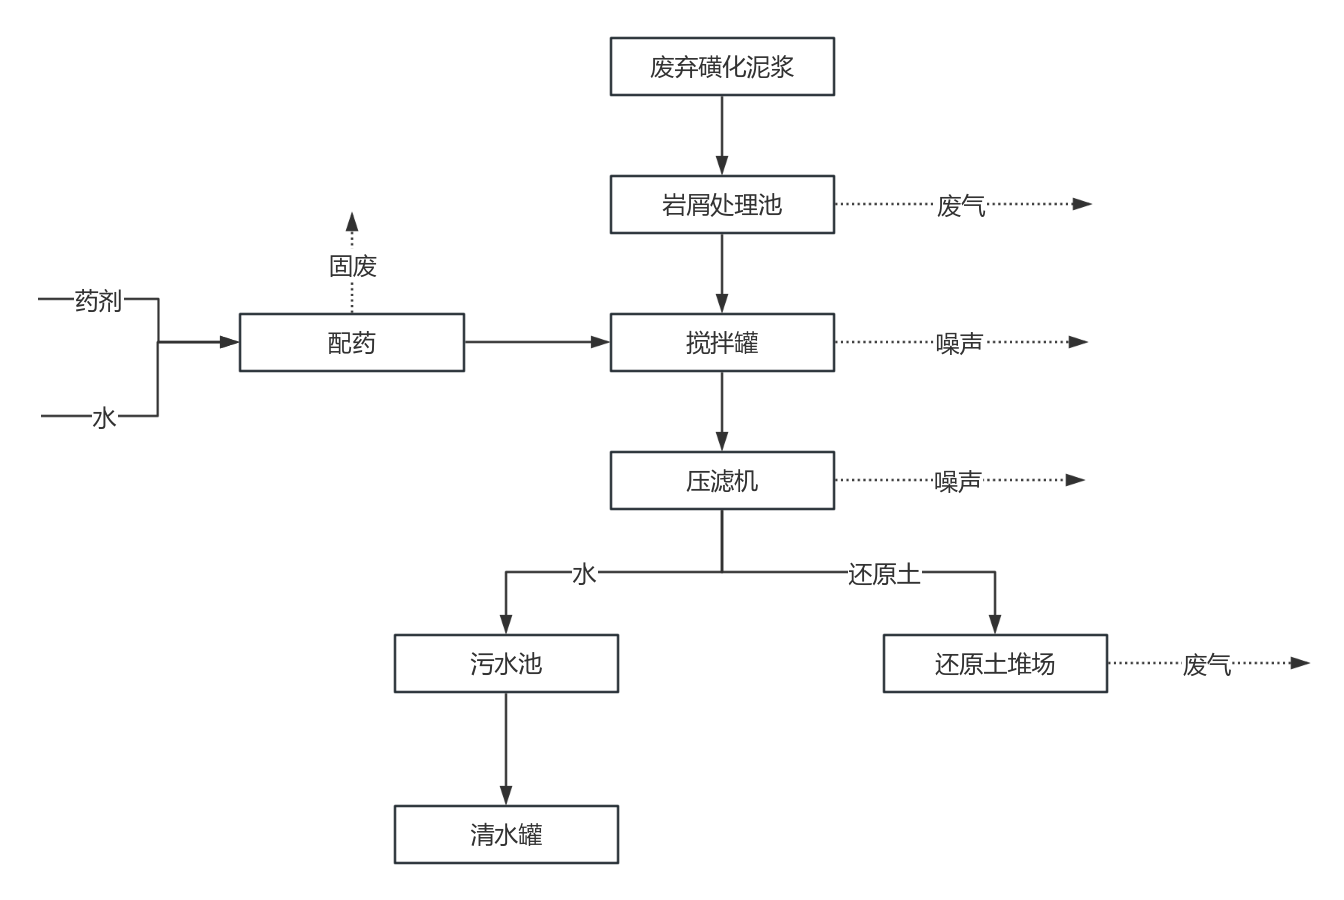 废弃磺化泥浆
岩屑处理池
废气
固废
药剂
配药
搅拌罐
噪声
水
压滤机
噪声
水
还原土
污水池
还原土堆场
废气
清水罐